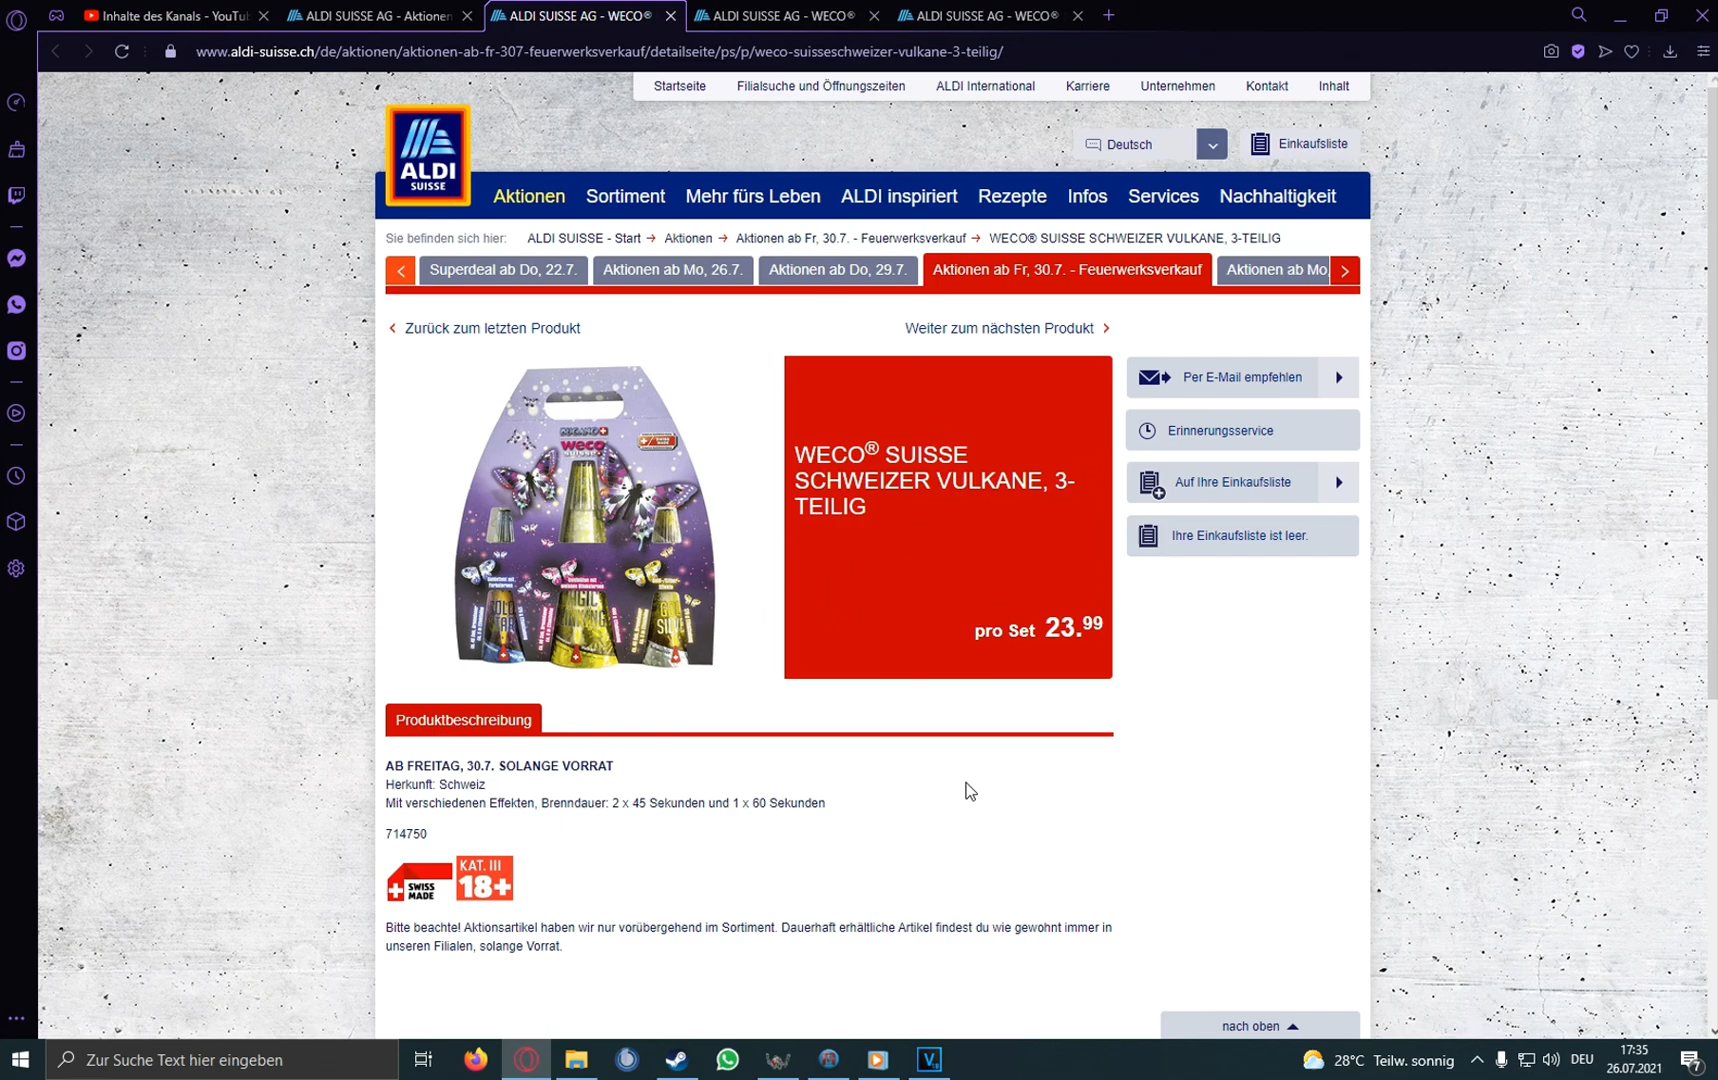 Inhalte des Kanals - YouTu
ALDI SUISSE AG - Aktionen
ALDI SUISSE AG - WECO®
ALDI SUISSE AG - WECO®
ALDI SUISSE AG - WECO®
www.aldi-suisse.ch/de/aktionen/aktionen-ab-fr-307-feuerwerksverkauf/detailseite/ps/p/weco-suisseschweizer-vulkane-3-teilig/
Startseite
Filialsuche und Öffnungszeiten
ALDI International
Karriere
Unternehmen
Kontakt
Inhalt
Deutsch
Einkaufsliste
ALDI
SUISSE
Aktionen
Sortiment
Mehr fürs Leben
ALDI inspiriert
Rezepte
Infos
Services
Nachhaltigkeit
Sie befinden sich hier: ALDI SUISSE - Start → Aktionen → Aktionen ab Fr, 30.7. - Feuerwerksverkauf → WECO® SUISSE SCHWEIZER VULKANE, 3-TEILIG
Superdeal ab Do, 22.7.
Aktionen ab Mo, 26.7.
Aktionen ab Do, 29.7.
Aktionen ab Fr, 30.7. - Feuerwerksverkauf
Aktionen ab Mo
Zurück zum letzten Produkt
Weiter zum nächsten Produkt
weco
WECO® SUISSE
SCHWEIZER VULKANE, 3-
TEILIG
pro Set 23.99
Per E-Mail empfehlen
Erinnerungsservice
Auf Ihre Einkaufsliste
Ihre Einkaufsliste ist leer.
Produktbeschreibung
AB FREITAG, 30.7. SOLANGE VORRAT
Herkunft: Schweiz
Mit verschiedenen Effekten, Brenndauer: 2 x 45 Sekunden und 1 x 60 Sekunden
714750
SWISS
MADE
KAT. III
18+
Bitte beachte! Aktionsartikel haben wir nur vorübergehend im Sortiment. Dauerhaft erhältliche Artikel findest du wie gewohnt immer in
unseren Filialen, solange Vorrat.
nach oben
Zur Suche Text hier eingeben
28°C Teilw. sonnig
DEU
17:35
26.07.2021
7